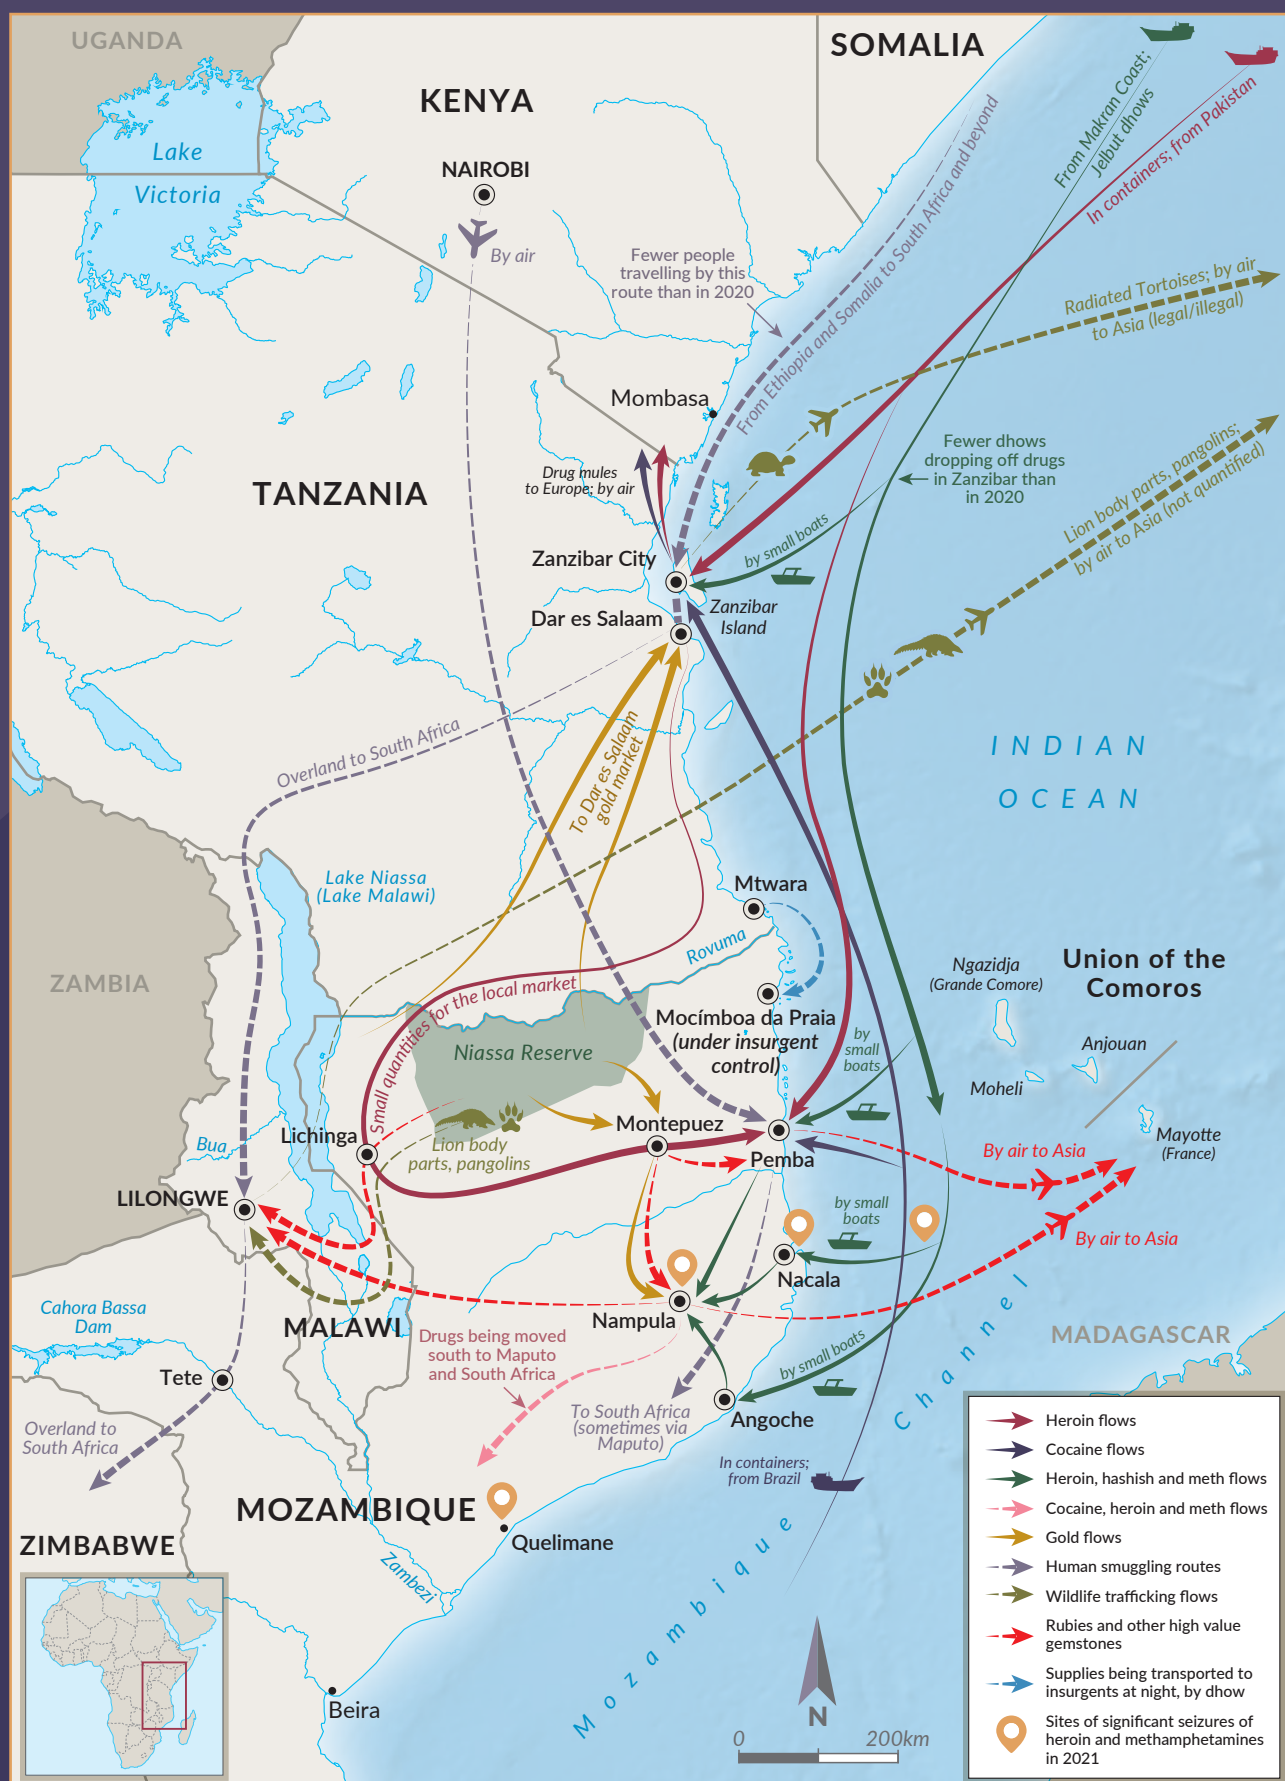 UGANDA
KENYA
SOMALIA
Lake
Victoria
NAIROBI
By air
Fewer people
travelling by this
route than in 2020
From Ethiopia and Somalia to South Africa and beyond
From Makran Coast;
Jelbut dhows
In containers; from Pakistan
Radiated Tortoises; by air
to Asia (legal/illegal)
Mombasa
Drug mules
to Europe; by air
Fewer dhows
dropping off drugs
in Zanzibar than
in 2020
Lion body parts, pangolins;
by air to Asia (not quantified)
TANZANIA
by small boats
Zanzibar City
Zanzibar
Island
Dar es Salaam
Overland to South Africa
To Dar es Salaam
gold market
INDIAN
OCEAN
Lake Niassa
(Lake Malawi)
Mtwara
Rovuma
ZAMBIA
Small quantities for the local market
Ngazidja
(Grande Comore)
Union of the
Comoros
Mocímboa da Praia
(under insurgent
control)
Niassa Reserve
by
small
boats
Anjouan
Moheli
Mayotte
(France)
Montepuez
Lichinga
Bua
Lion body
parts, pangolins
Pemba
By air to Asia
LILONGWE
by small
boats
By air to Asia
Nacala
Cahora Bassa
Dam
MALAWI
Nampula
Drugs being moved
south to Maputo
and South Africa
by small boats
MADAGASCAR
Tete
Overland to
South Africa
To South Africa
(sometimes via
Maputo)
Angoche
In containers;
from Brazil
MOZAMBIQUE
Quelimane
ZIMBABWE
Zambezi
Mozambique Channel
Beira
N
0
200km
Heroin flows
Cocaine flows
Heroin, hashish and meth flows
Cocaine, heroin and meth flows
Gold flows
Human smuggling routes
Wildlife trafficking flows
Rubies and other high value
gemstones
Supplies being transported to
insurgents at night, by dhow
Sites of significant seizures of
heroin and methamphetamines
in 2021